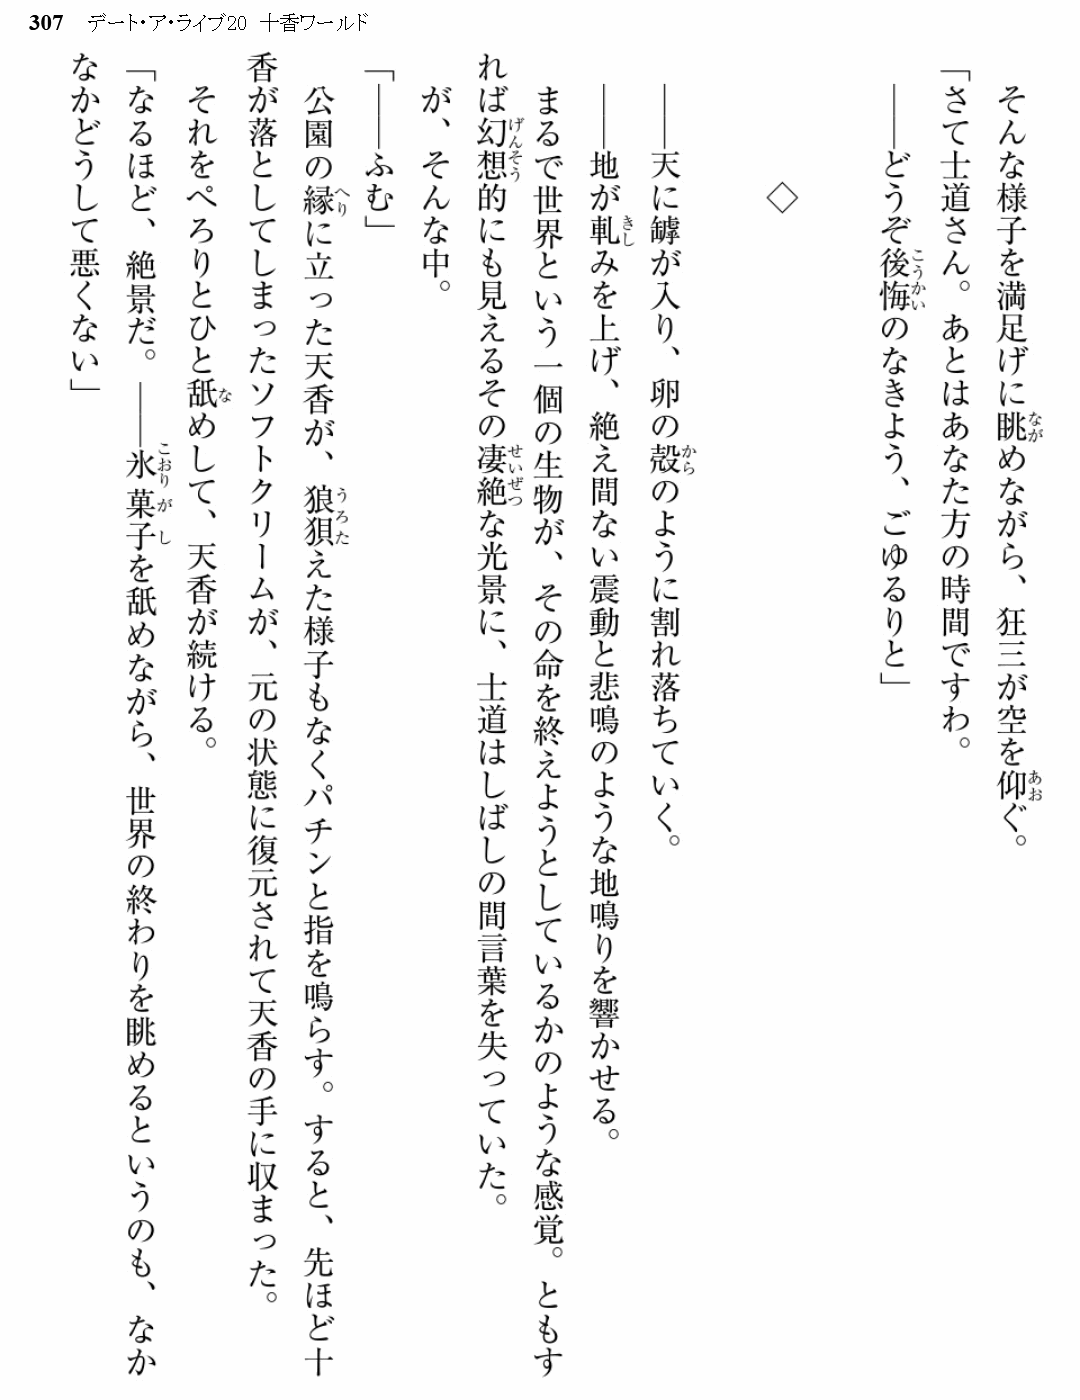 307　デート・ア・ライブ20　十香ワールド
　そんな様子を満足げに眺めながら、狂三が空を仰ぐ。
「さて士道さん。あとはあなた方の時間ですわ。
　――どうぞ後悔のなきよう、ごゆるりと」
◇
　――天に罅が入り、卵の殻のように割れ落ちていく。
　――地が軋みを上げ、絶え間ない震動と悲鳴のような地鳴りを響かせる。
　まるで世界という一個の生物が、その命を終えようとしているかのような感覚。ともす
れば幻想的にも見えるその凄絶な光景に、士道はしばしの間言葉を失っていた。
　が、そんな中。
「――ふむ」
　公園の縁に立った天香が、狼狽えた様子もなくパチンと指を鳴らす。すると、先ほど十
香が落としてしまったソフトクリームが、元の状態に復元されて天香の手に収まった。
　それをぺろりとひと舐めして、天香が続ける。
「なるほど、絶景だ。――氷菓子を舐めながら、世界の終わりを眺めるというのも、なか
なかどうして悪くない」